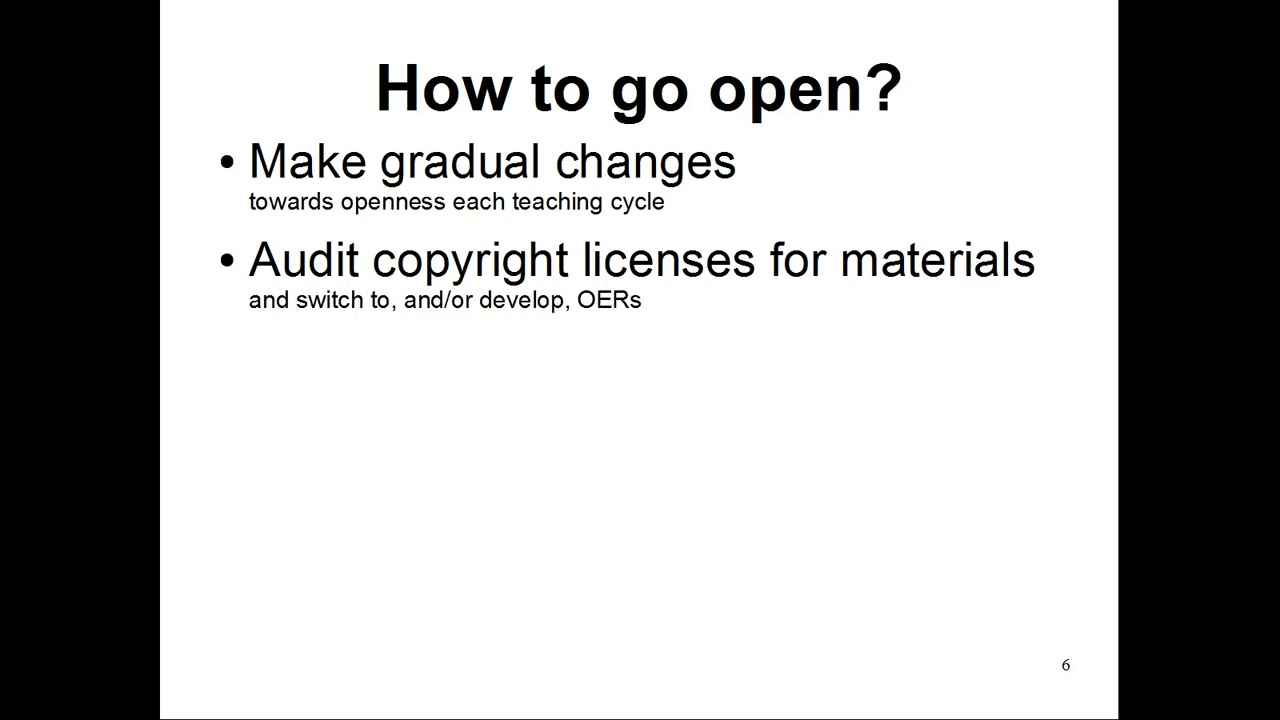 How to go open?
• Make gradual changes
towards openness each teaching cycle
• Audit copyright licenses for materials
and switch to, and/or develop, OERs
6